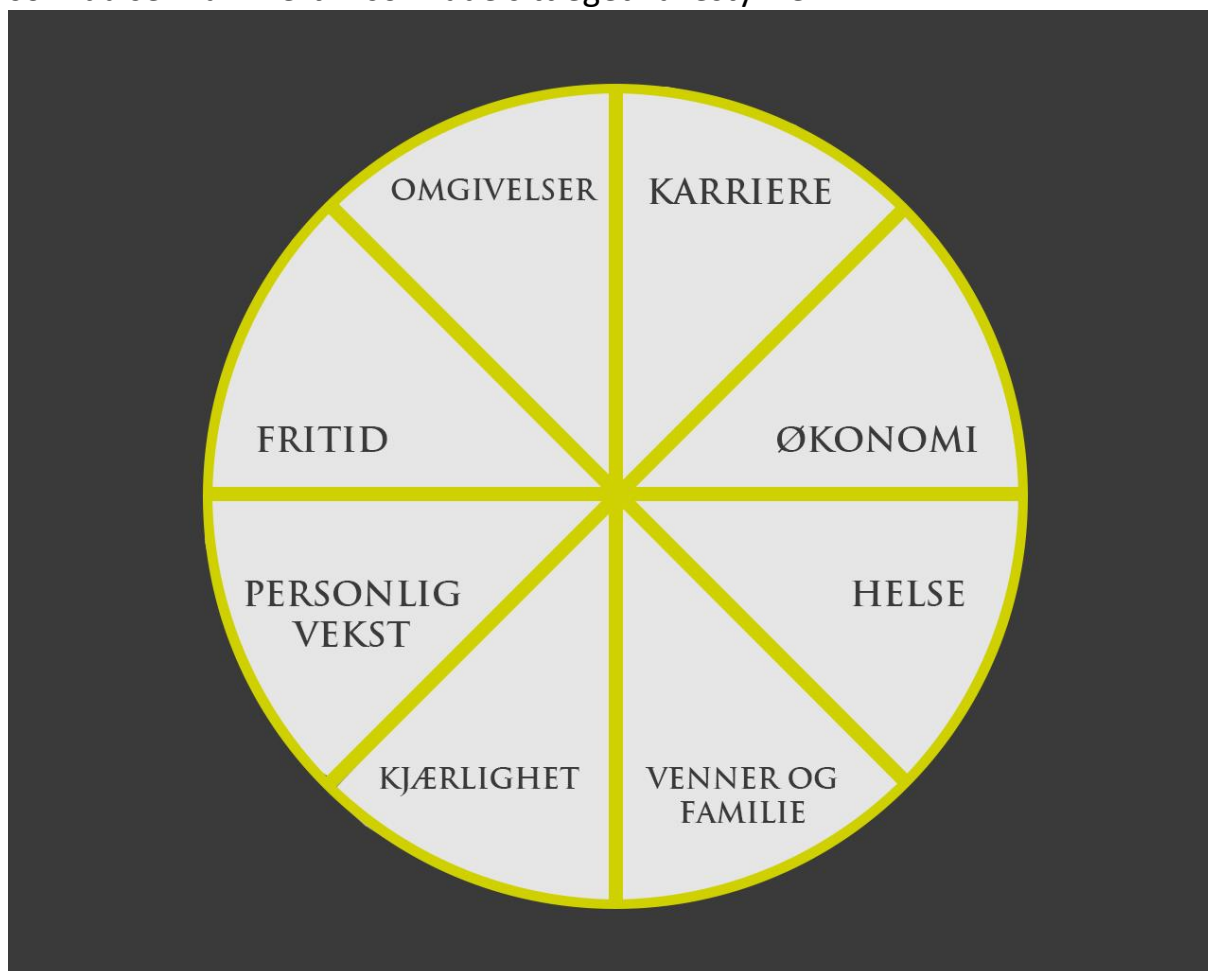 OMGIVELSER
KARRIERE
FRITID
ØKONOMI
PERSONLIG
VEKST
HELSE
KJÆRLIGHET
VENNER OG
FAMILIE